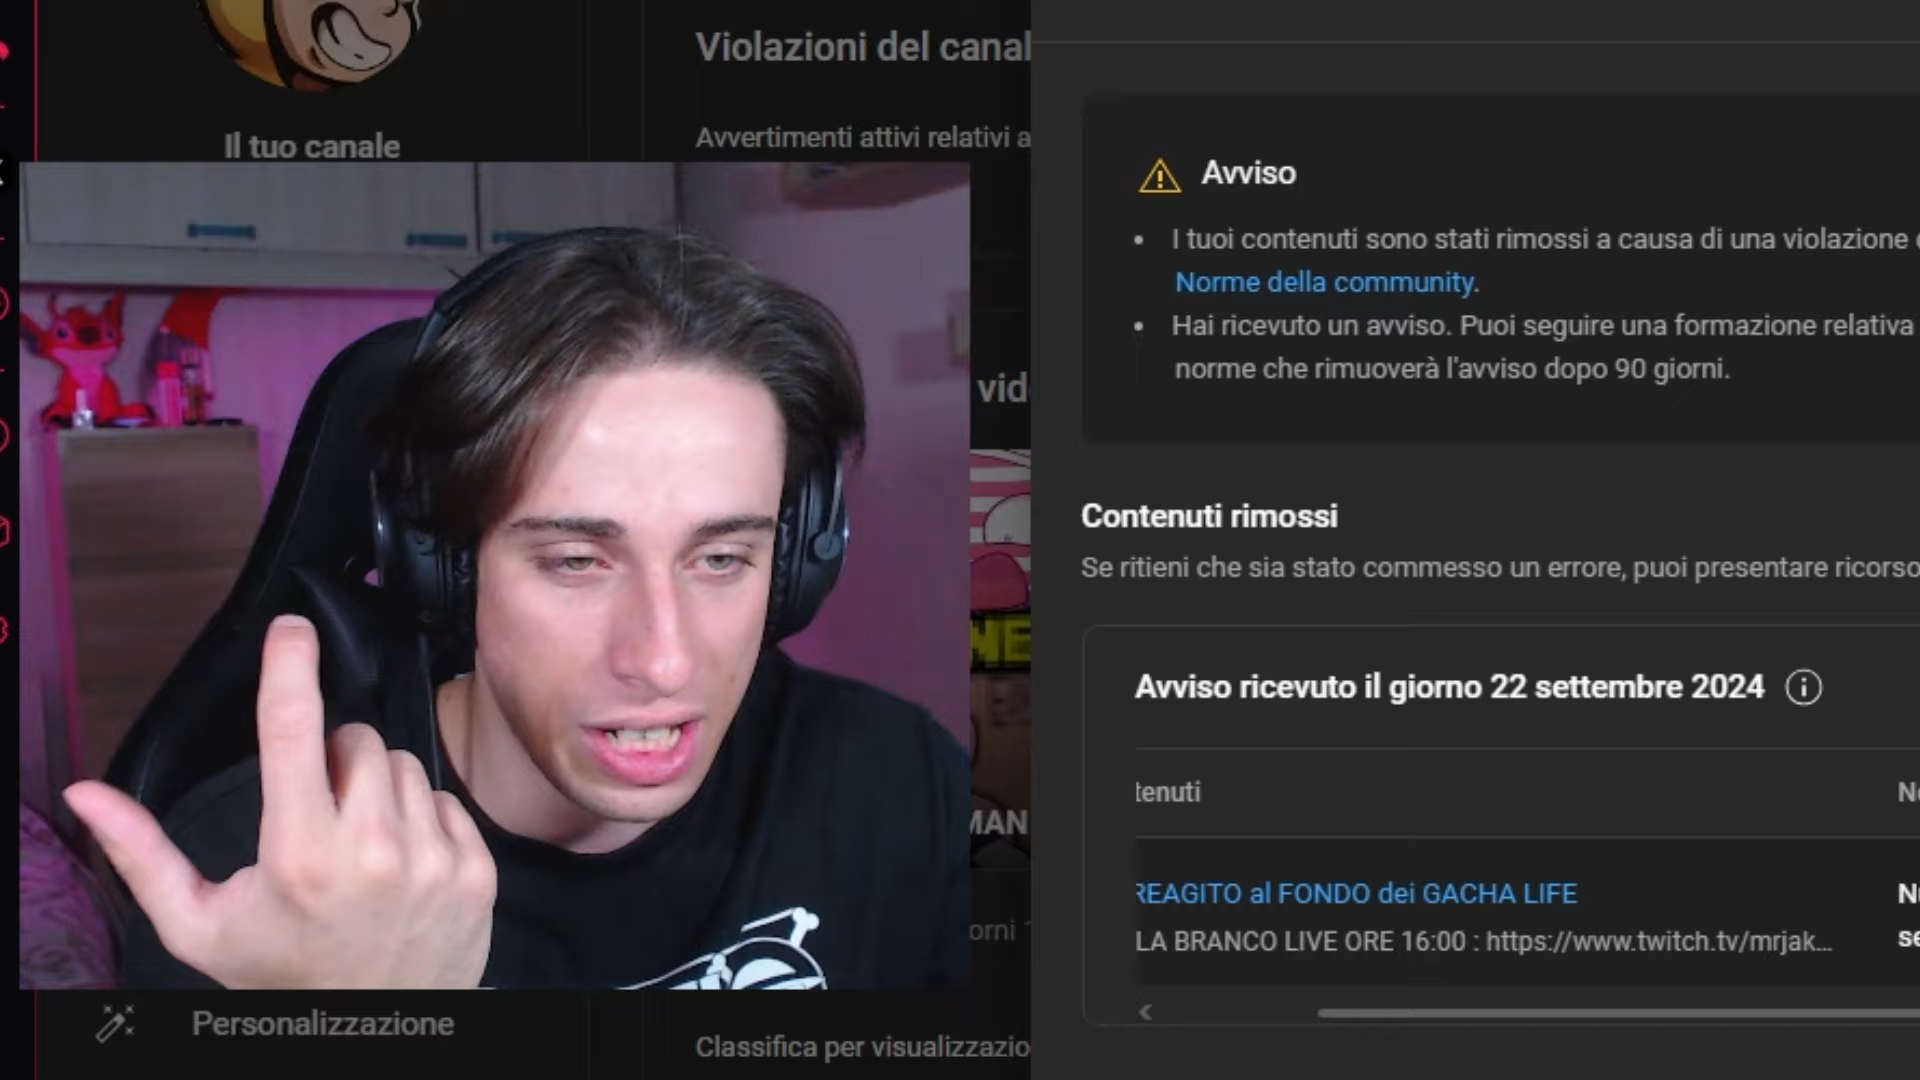 Violazioni del canal
Il tuo canale
Avvertimenti attivi relativi a
vid
MAN
orni
Personalizzazione
Classifica per visualizzazio
Avviso
• I tuoi contenuti sono stati rimossi a causa di una violazione
Norme della community.
• Hai ricevuto un avviso. Puoi seguire una formazione relativa
norme che rimuoverà l'avviso dopo 90 giorni.
Contenuti rimossi
Se ritieni che sia stato commesso un errore, puoi presentare ricorso
Avviso ricevuto il giorno 22 settembre 2024
tenuti
REAGITO al FONDO dei GACHA LIFE
LA BRANCO LIVE ORE 16:00 : https://www.twitch.tv/mrjak...